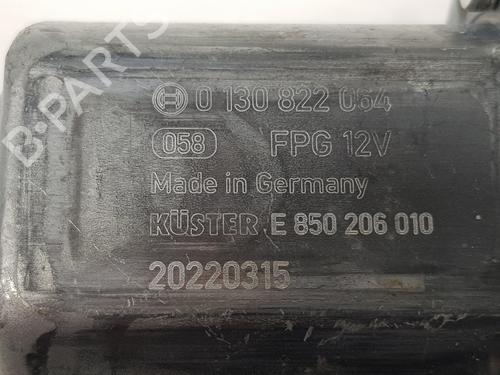 0 130 822 064
058 FPG 12V
Made in Germany
KÜSTER E 850 206 010
20220315
B-PARTS